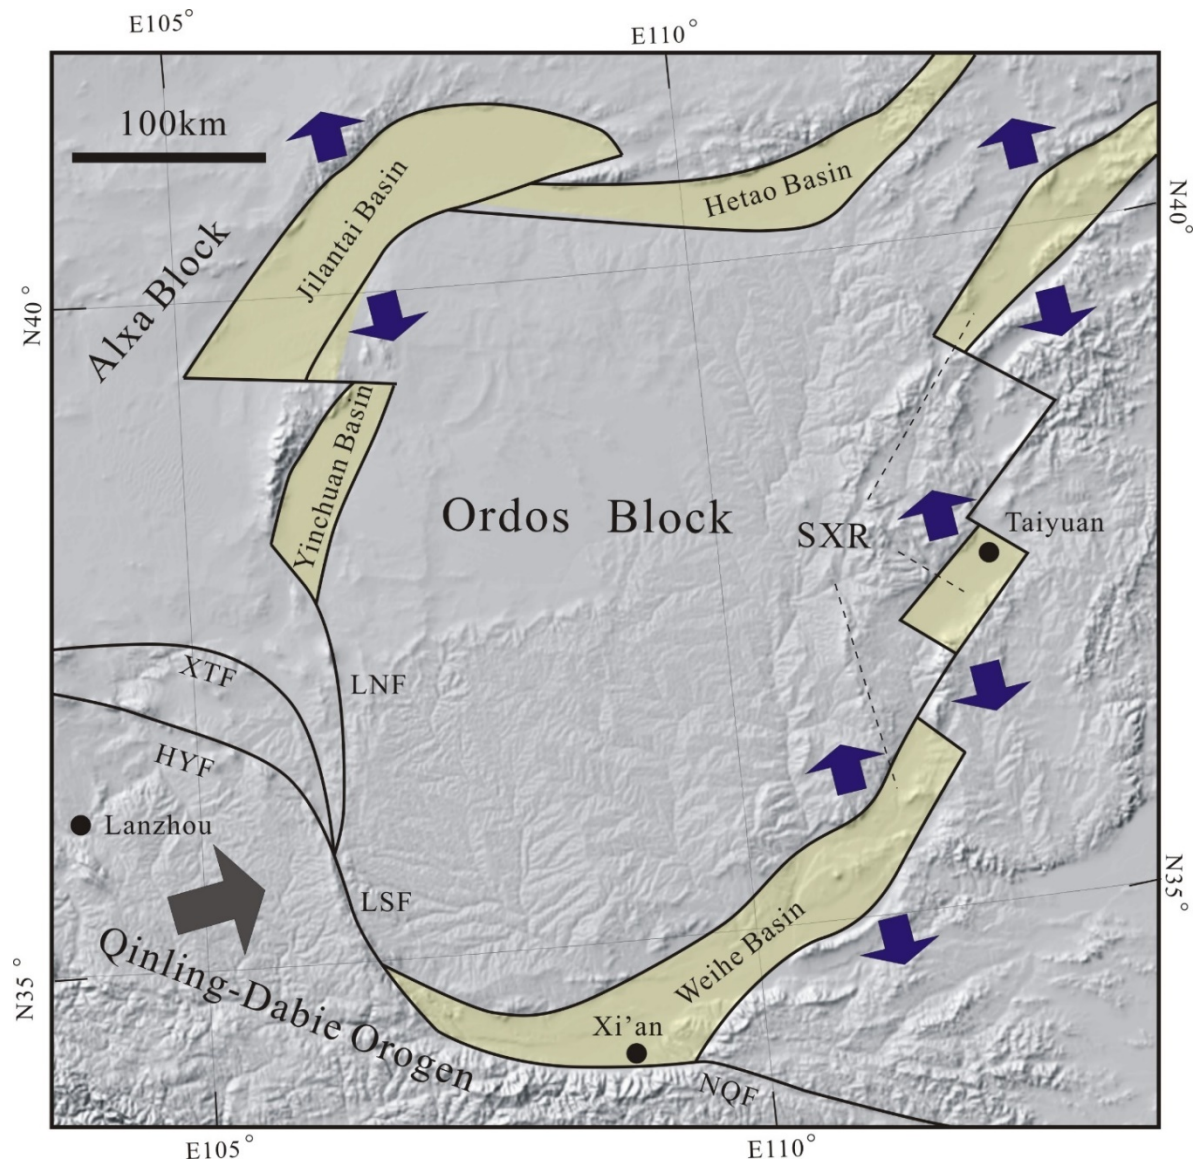 E105°
E110°
100km
Jilantai Basin
Hetao Basin
Alxa Block
N40°
N40°
Yinchuan Basin
Ordos Block
SXR
Taiyuan
XTF
LNF
HYF
Lanzhou
LSF
N35°
Qinling-Dabie Orogen
Weihe Basin
Xi’an
NQF
N35°
E105°
E110°